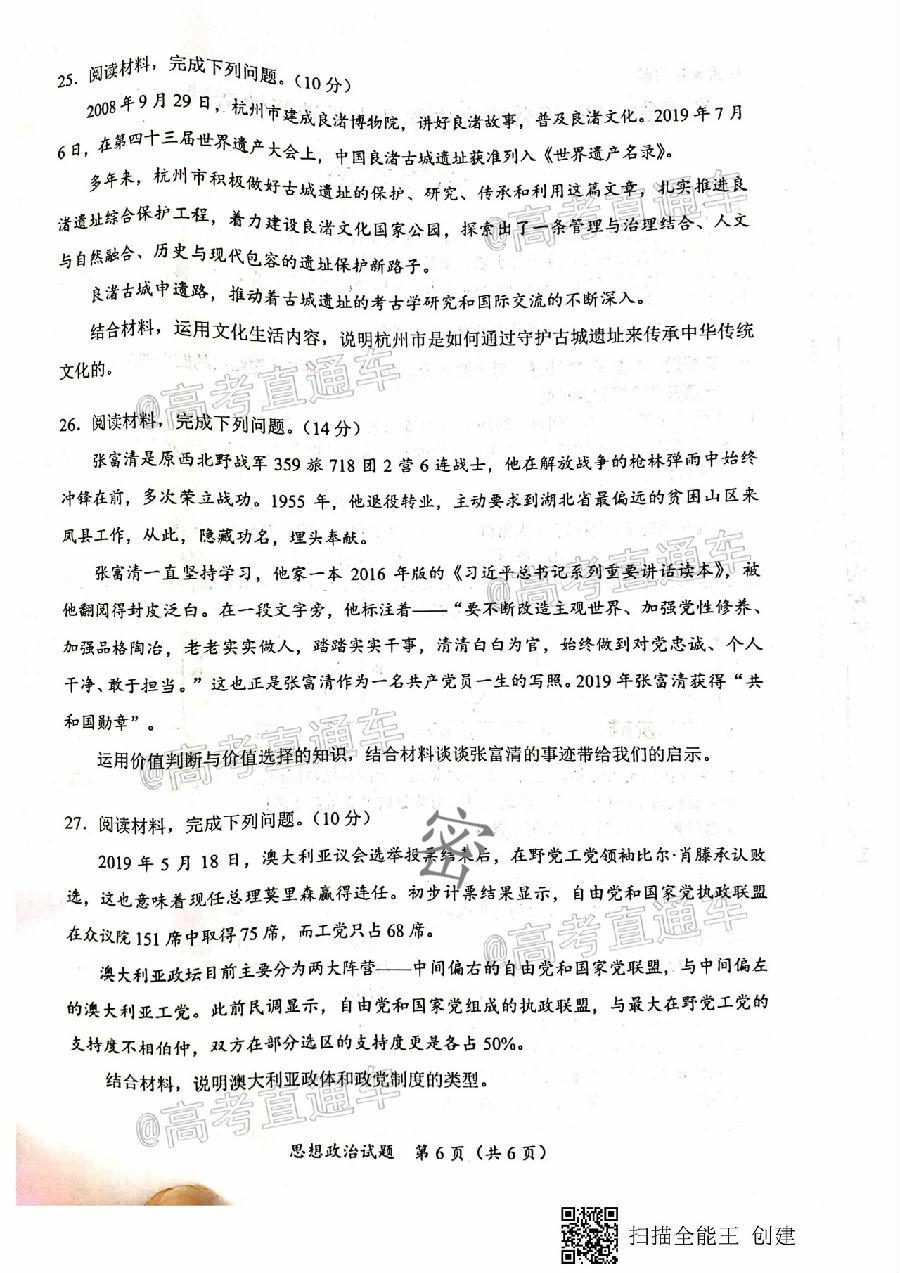 25. 阅读材料，完成下列问题。（10分）
2008年9月29日，杭州市建成良渚博物院，讲好良渚故事，普及良渚文化。2019年7月
6日，在第四十三届世界遗产大会上，中国良渚古城遗址获准列入《世界遗产名录》。
多年来，杭州市积极做好古城遗址的保护、研究、传承和利用这篇文章，扎实推进良
渚遗址综合保护工程，着力建设良渚文化国家公园，探索出了一条管理与治理结合、人文
与自然融合、历史与现代包容的遗址保护新路子。
@高考直通车
良渚古城申遗路，推动着古城遗址的考古学研究和国际交流的不断深入。
结合材料，运用文化生活内容，说明杭州市是如何通过守护古城遗址来传承中华传统
文化的。
@高考直通车
26. 阅读材料，完成下列问题。（14分）
张富清是原西北野战军359旅718团2营6连战士，他在解放战争的枪林弹雨中始终
冲锋在前，多次荣立战功。1955年，他退役转业，主动要求到湖北省最偏远的贫困山区来
凤县工作，从此，隐藏功名，埋头奉献。
@高考直通车
张富清一直坚持学习，他家一本2016年版的《习近平总书记系列重要讲话读本》，被
他翻阅得封皮泛白。在一段文字旁，他标注着——“要不断改造主观世界、加强党性修养、
加强品格陶冶，老老实实做人，踏踏实实干事，清清白白为官，始终做到对党忠诚、个人
干净、敢于担当。”这也正是张富清作为一名共产党员一生的写照。2019年张富清获得“共
和国勋章”。
@高考直通车
运用价值判断与价值选择的知识，结合材料谈谈张富清的事迹带给我们的启示。
27. 阅读材料，完成下列问题。（10分）
密
2019年5月18日，澳大利亚议会选举投票结束后，在野党工党领袖比尔·肖滕承认败
选，这也意味着现任总理莫里森赢得连任。初步计票结果显示，自由党和国家党执政联盟
在众议院151席中取得75席，而工党只占68席。
@高考直通车
澳大利亚政坛目前主要分为两大阵营——中间偏右的自由党和国家党联盟，与中间偏左
的澳大利亚工党。此前民调显示，自由党和国家党组成的执政联盟，与最大在野党工党的
支持度不相伯仲，双方在部分选区的支持度更是各占50%。
结合材料，说明澳大利亚政体和政党制度的类型。
@高考直通车
思想政治试题 第6页（共6页）
扫描全能王 创建